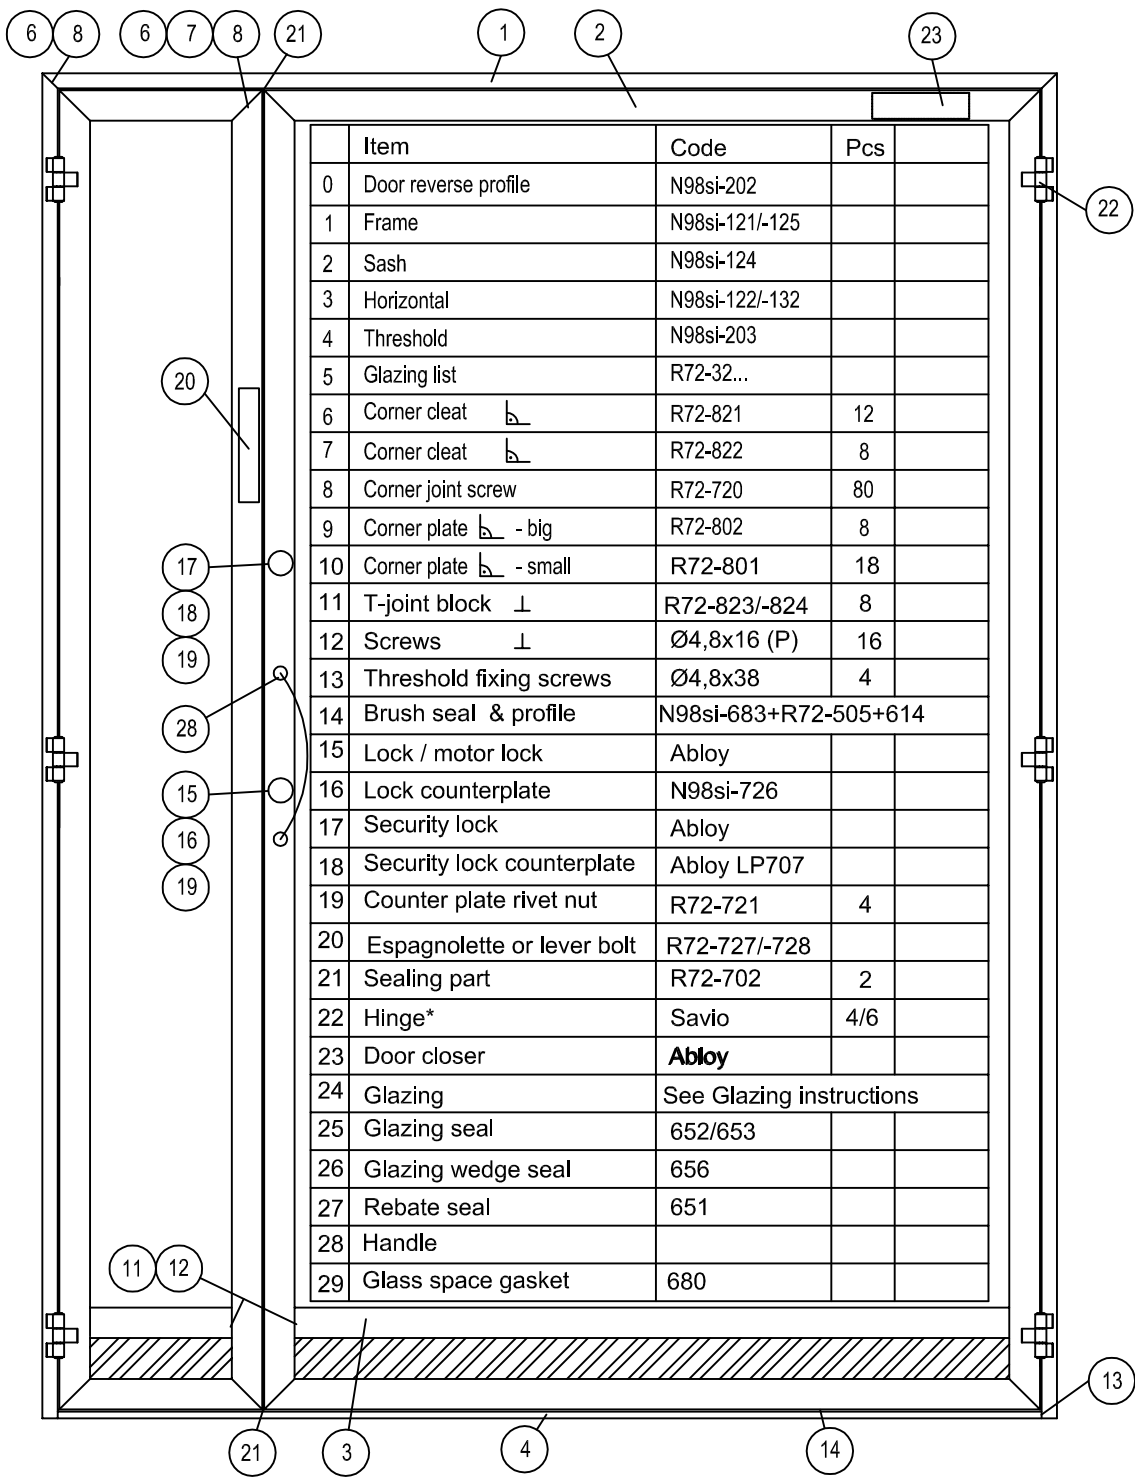 6 8 6 7 8 21 1 2 23
Item Code Pcs
0 Door reverse profile N98si-202
1 Frame N98si-121/-125
2 Sash N98si-124
3 Horizontal N98si-122/-132
4 Threshold N98si-203
5 Glazing list R72-32...
6 Corner cleat R72-821 12
7 Corner cleat R72-822 8
8 Corner joint screw R72-720 80
9 Corner plate - big R72-802 8
10 Corner plate - small R72-801 18
11 T-joint block ⊥ R72-823/-824 8
12 Screws ⊥ Ø4,8x16 (P) 16
13 Threshold fixing screws Ø4,8x38 4
14 Brush seal & profile N98si-683+R72-505+614
15 Lock / motor lock Abloy
16 Lock counterplate N98si-726
17 Security lock Abloy
18 Security lock counterplate Abloy LP707
19 Counter plate rivet nut R72-721 4
20 Espagnolette or lever bolt R72-727/-728
21 Sealing part R72-702 2
22 Hinge* Savio 4/6
23 Door closer Abloy
24 Glazing See Glazing instructions
25 Glazing seal 652/653
26 Glazing wedge seal 656
27 Rebate seal 651
28 Handle
29 Glass space gasket 680
22
20
17
18
19
28
15
16
19
11 12
13
21 3 4 14